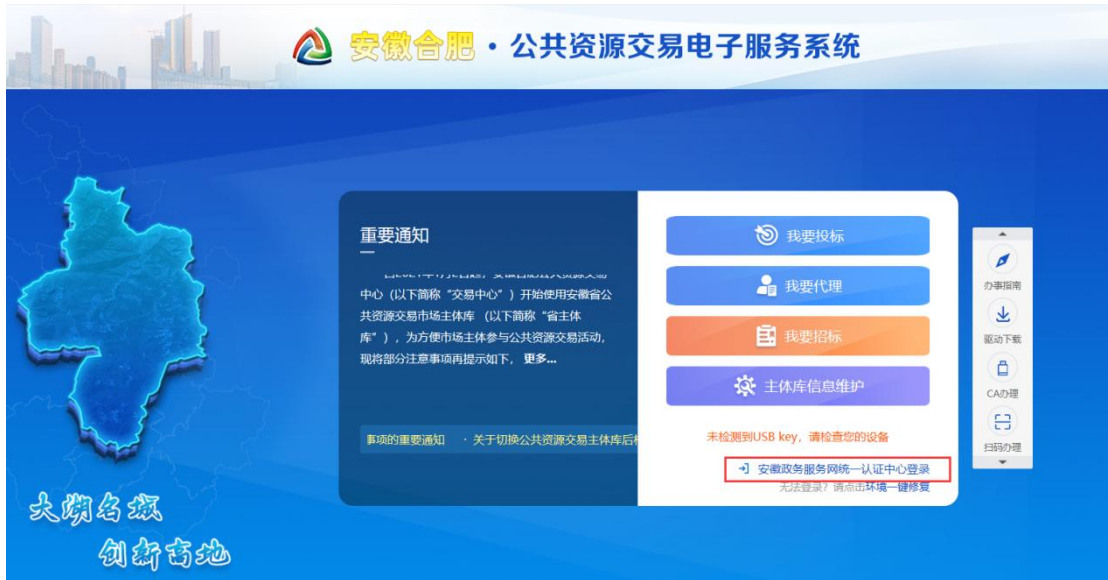 安徽合肥·公共资源交易电子服务系统
重要通知
中心（以下简称“交易中心”）开始使用安徽省公
共资源交易市场主体库 （以下简称“省主体
库”），为方便市场主体参与公共资源交易活动，
现将部分注意事项再提示如下， 更多...
事项的重要通知 ·关于切换公共资源交易主体库后
我要投标
我要代理
我要招标
主体库信息维护
未检测到USB key，请检查您的设备
安徽政务服务网统一认证中心登录
无法登录？请点击环境一键修复
办事指南
驱动下载
CA办理
扫码办理
大湖名城
创新高地